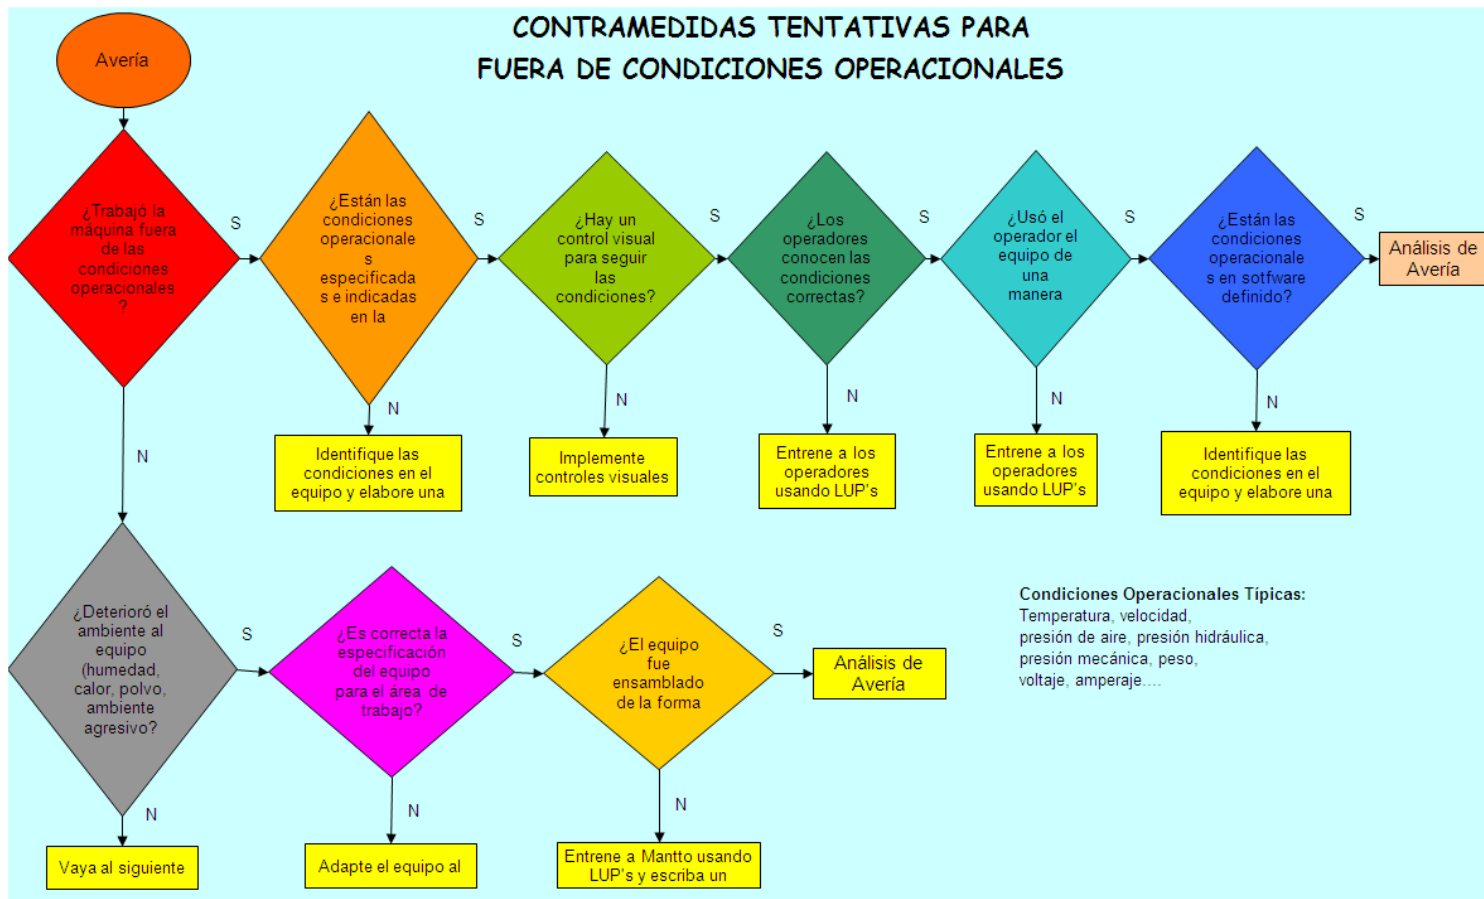 CONTRAMEDIDAS TENTATIVAS PARA
FUERA DE CONDICIONES OPERACIONALES
Avería
¿Trabajó la
máquina fuera
de las
condiciones
operacionales
?
S
¿Están las
condiciones
operacionale
s
especificada
s e indicadas
en la
S
¿Hay un
control visual
para seguir
las
condiciones?
S
¿Los
operadores
conocen las
condiciones
correctas?
S
¿Usó el
operador el
equipo de
una
manera
S
¿Están las
condiciones
operacionale
s en sotfware
definido?
S
Análisis de
Avería
N
N
N
N
N
N
Identifique las
condiciones en el
equipo y elabore una
Implemente
controles visuales
Entrene a los
operadores
usando LUP's
Entrene a los
operadores
usando LUP's
Identifique las
condiciones en el
equipo y elabore una
¿Deterioró el
ambiente al
equipo
(humedad,
calor, polvo,
ambiente
agresivo?
S
¿Es correcta la
especificación
del equipo
para el área de
trabajo?
S
¿El equipo
fue
ensamblado
de la forma
S
Análisis de
Avería
Condiciones Operacionales Típicas:
Temperatura, velocidad,
presión de aire, presión hidráulica,
presión mecánica, peso,
voltaje, amperaje....
N
N
N
Vaya al siguiente
Adapte el equipo al
Entrene a Mantto usando
LUP's y escriba un